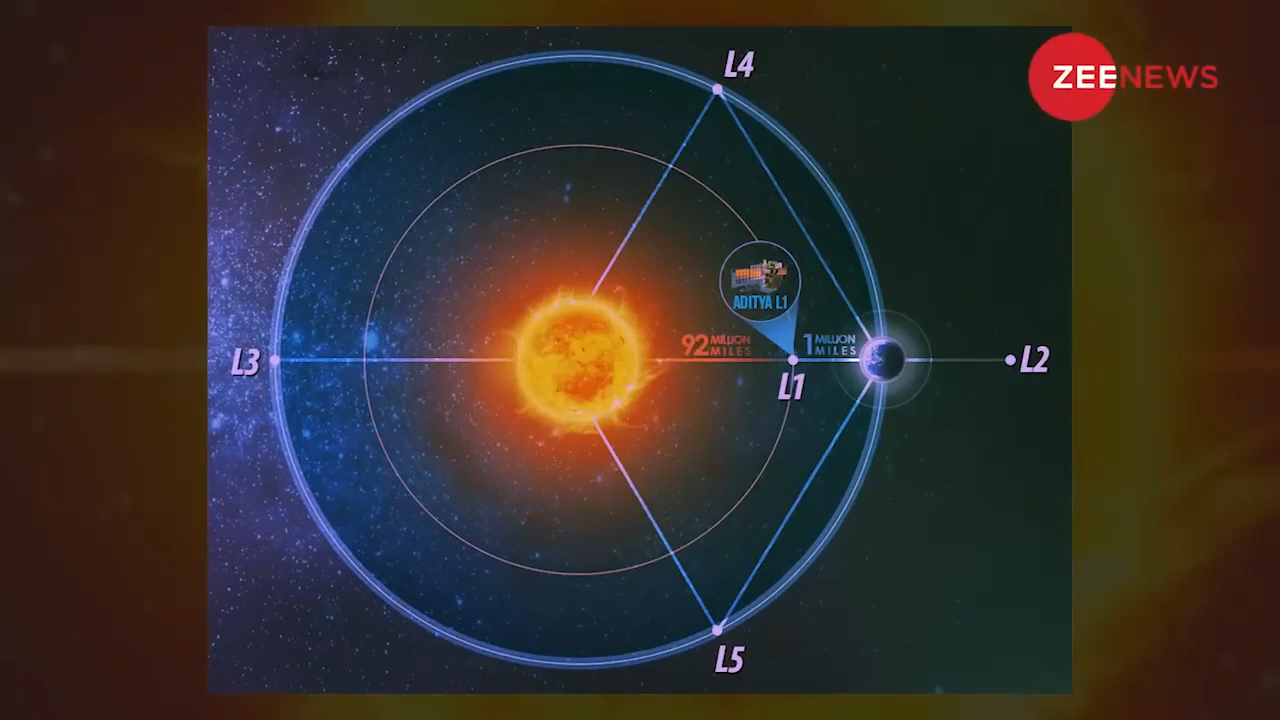 L4
ZEENEWS
ADITYA L1
92 MILLION MILES
1 MILLION MILES
L3
L2
L1
L5